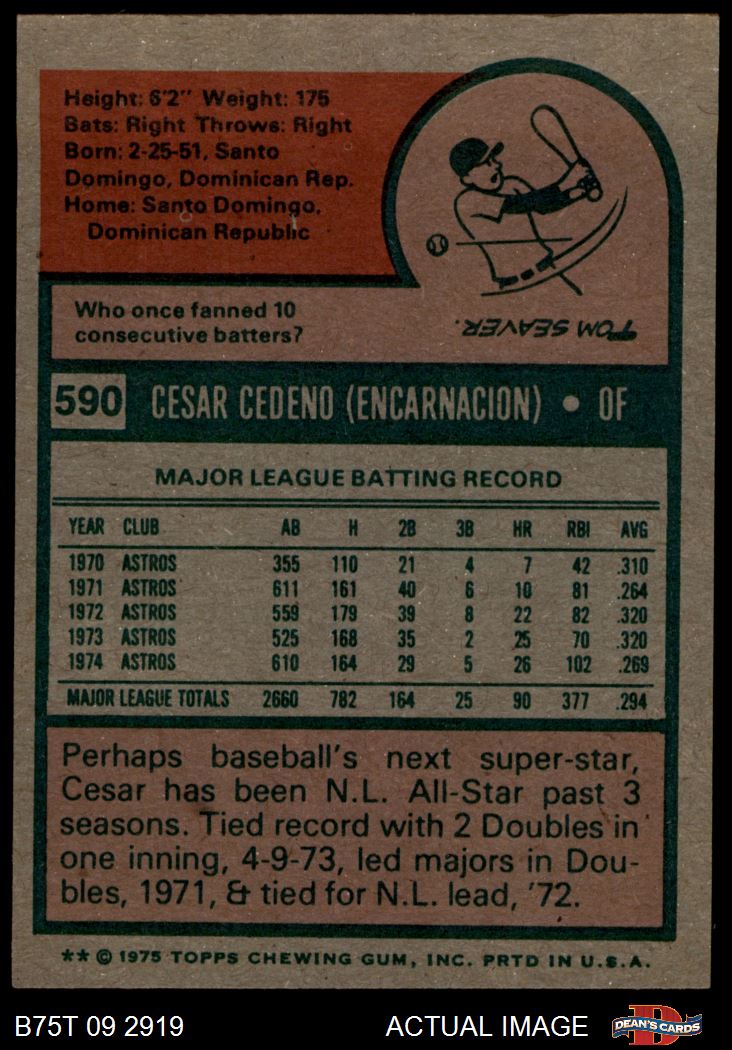 Height: 6'2" Weight: 175
Bats: Right Throws: Right
Born: 2-25-51, Santo
Domingo, Dominican Rep.
Home: Santo Domingo,
Dominican Republic
Who once fanned 10
consecutive batters?
TOM SEAVER.
590 CESAR CEDENO (ENCARNACION) • OF
MAJOR LEAGUE BATTING RECORD
YEAR CLUB AB H 2B 3B HR RBI AVG
1970 ASTROS 355 110 21 4 7 42 .310
1971 ASTROS 611 161 40 6 10 81 .264
1972 ASTROS 559 179 39 8 22 82 .320
1973 ASTROS 525 168 35 2 25 70 .320
1974 ASTROS 610 164 29 5 26 102 .269
MAJOR LEAGUE TOTALS 2660 782 164 25 90 377 .294
Perhaps baseball's next super-star,
Cesar has been N.L. All-Star past 3
seasons. Tied record with 2 Doubles in
one inning, 4-9-73, led majors in Dou-
bles, 1971, & tied for N.L. lead, '72.
** © 1975 TOPPS CHEWING GUM, INC. PRTD IN U.S.A.
B75T 09 2919 ACTUAL IMAGE D DEAN'S CARDS